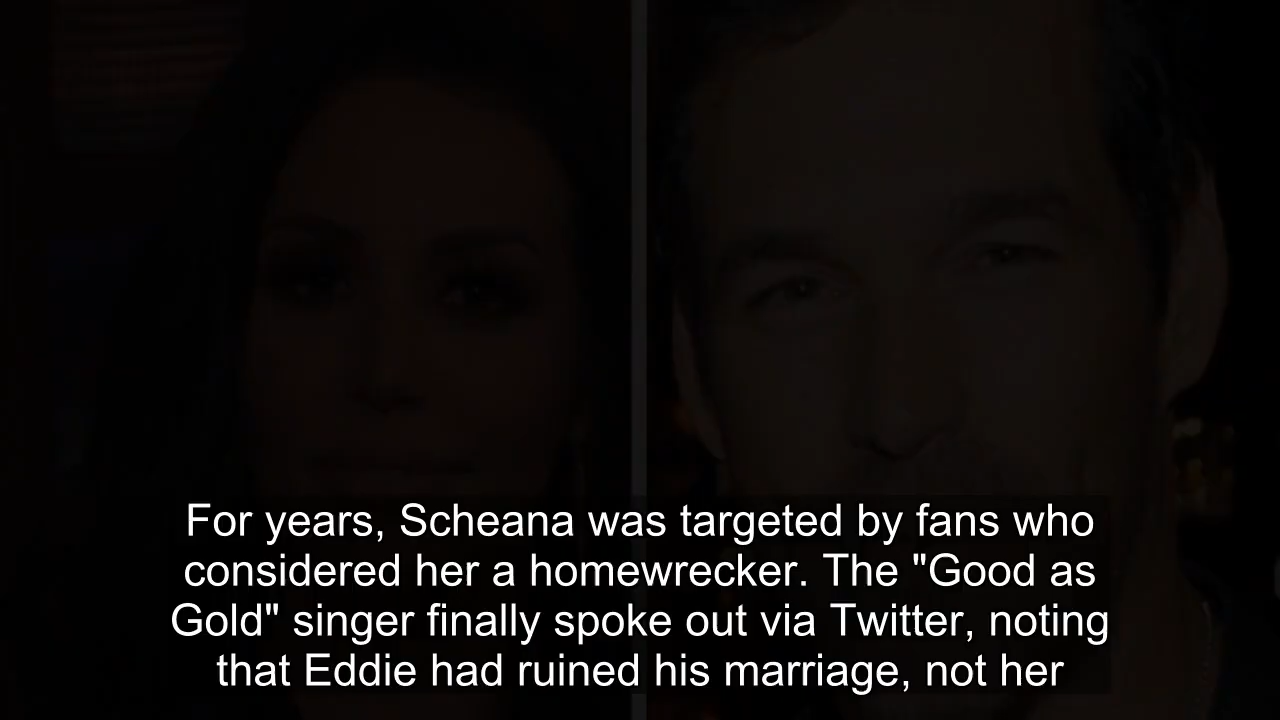 For years, Scheana was targeted by fans who
considered her a homewrecker. The "Good as
Gold" singer finally spoke out via Twitter, noting
that Eddie had ruined his marriage, not her